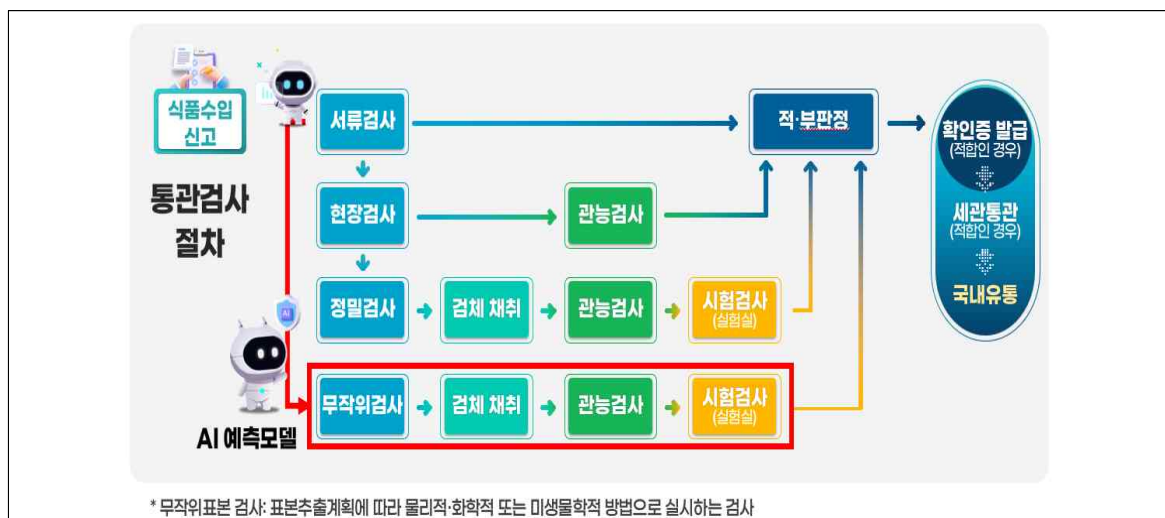 식품수입
신고
통관검사
절차
서류검사
적·부판정
확인증 발급
(적합인 경우)
세관통관
(적합인 경우)
국내유통
현장검사
관능검사
정밀검사
검체 채취
관능검사
시험검사
(실험실)
AI
무작위검사
검체 채취
관능검사
시험검사
(실험실)
AI 예측모델
* 무작위표본 검사: 표본추출계획에 따라 물리적·화학적 또는 미생물학적 방법으로 실시하는 검사